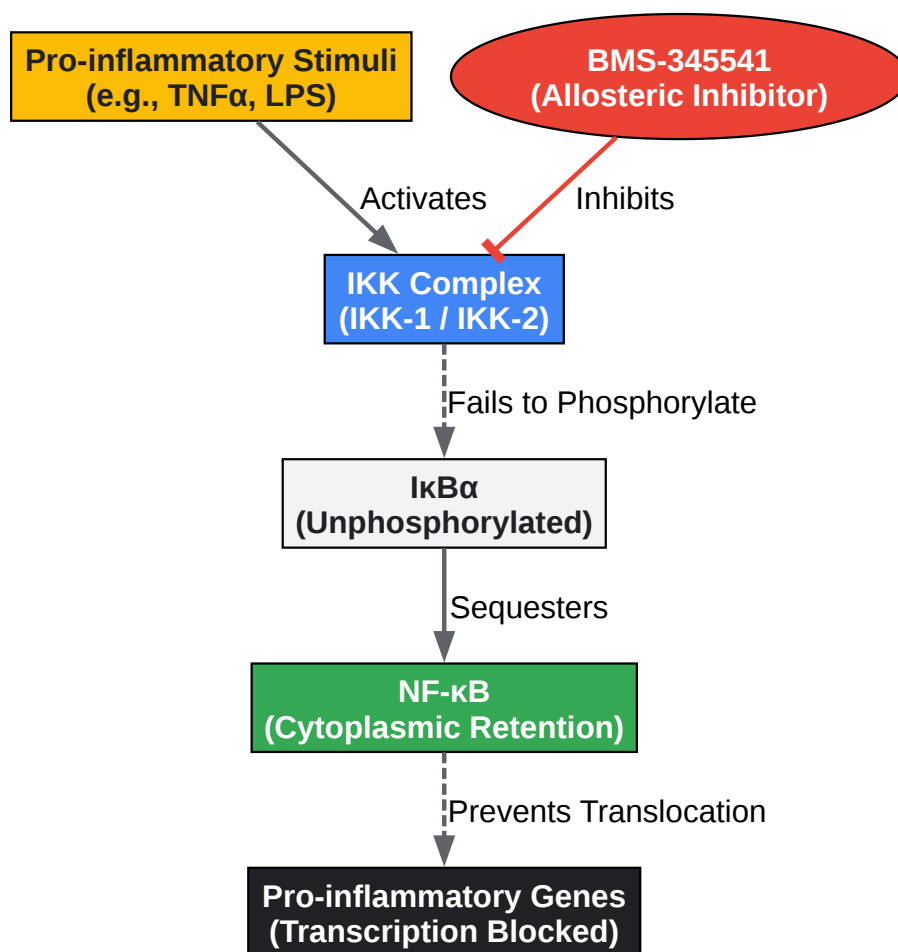 Pro-inflammatory Stimuli
(e.g., TNFα, LPS)
BMS-345541
(Allosteric Inhibitor)
Activates
Inhibits
IKK Complex
(IKK-1 / IKK-2)
Fails to Phosphorylate
IκBα
(Unphosphorylated)
Sequesters
NF-κB
(Cytoplasmic Retention)
Prevents Translocation
Pro-inflammatory Genes
(Transcription Blocked)